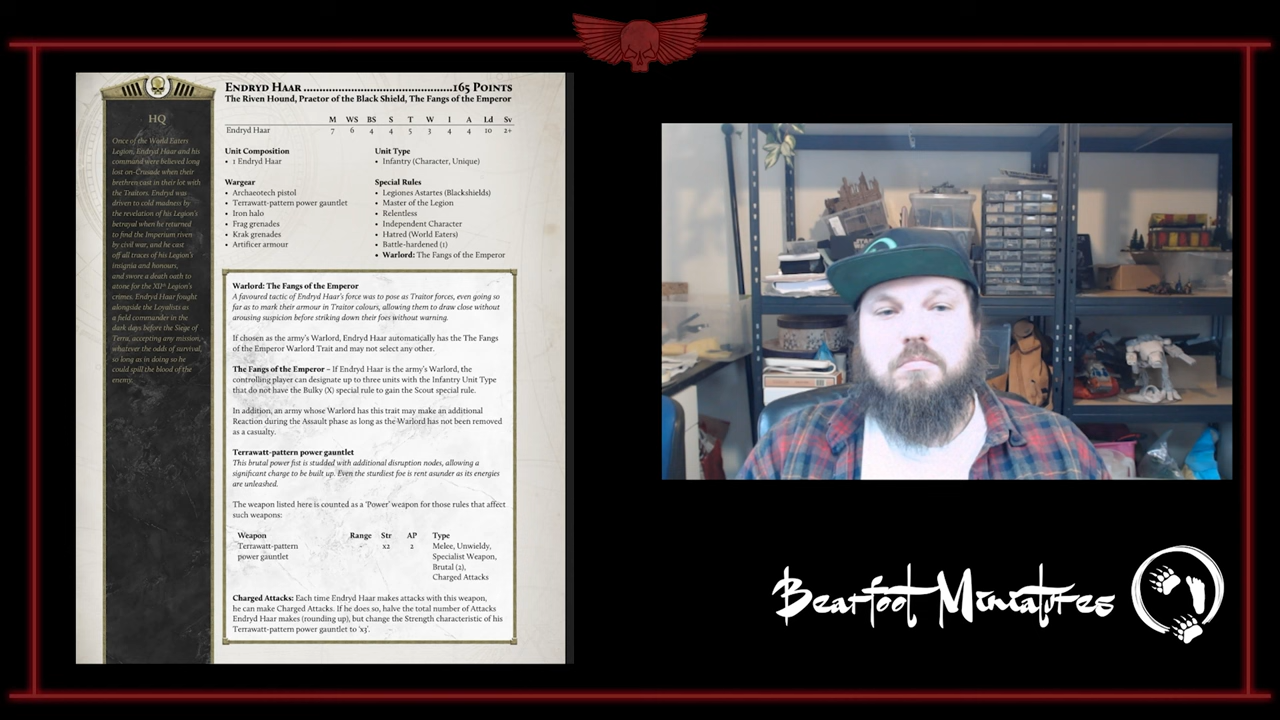 HQ
Once of the World Eaters
Legion, Endryd Haar and his
command were believed long
lost on-Crusade when their
brethren cast in their lot with
the Traitors. Endryd was
driven to cold madness by
the revelation of his Legion's
betrayal when he returned
to find the Imperium riven
by civil war, and he cast
off all traces of his Legion's
insignia and honours,
and swore a death oath to
atone for the XIIth Legion's
crimes. Endryd Haar fought
alongside the Loyalists as
a field commander in the
dark days before the Siege of
Terra, accepting any mission,
whatever the odds of survival,
so long as in doing so he
could spill the blood of the
enemy.
Endryd Haar ..................................................165 Points
The Riven Hound, Praetor of the Black Shield, The Fangs of the Emperor
M WS BS S T W I A Ld Sv
Endryd Haar 7 6 4 4 5 3 4 4 10 2+
Unit Composition
• 1 Endryd Haar
Unit Type
• Infantry (Character, Unique)
Wargear
• Archaeotech pistol
• Terrawatt-pattern power gauntlet
• Iron halo
• Frag grenades
• Krak grenades
• Artificer armour
Special Rules
• Legiones Astartes (Blackshields)
• Master of the Legion
• Relentless
• Independent Character
• Hatred (World Eaters)
• Battle-hardened (1)
• Warlord: The Fangs of the Emperor
Warlord: The Fangs of the Emperor
A favoured tactic of Endryd Haar's force was to pose as Traitor forces, even going so
far as to mark their armour in Traitor colours, allowing them to draw close without
arousing suspicion before striking down their foes without warning.
If chosen as the army's Warlord, Endryd Haar automatically has the The Fangs
of the Emperor Warlord Trait and may not select any other.
The Fangs of the Emperor – If Endryd Haar is the army's Warlord, the
controlling player can designate up to three units with the Infantry Unit Type
that do not have the Bulky (X) special rule to gain the Scout special rule.
In addition, an army whose Warlord has this trait may make an additional
Reaction during the Assault phase as long as the Warlord has not been removed
as a casualty.
Terrawatt-pattern power gauntlet
This brutal power fist is studded with additional disruption nodes, allowing a
significant charge to be built up. Even the sturdiest foe is rent asunder as its energies
are unleashed.
The weapon listed here is counted as a 'Power' weapon for those rules that affect
such weapons:
Weapon Range Str AP Type
Terrawatt-pattern - x2 2 Melee, Unwieldy,
power gauntlet Specialist Weapon,
Brutal (2),
Charged Attacks
Charged Attacks: Each time Endryd Haar makes attacks with this weapon,
he can make Charged Attacks. If he does so, halve the total number of Attacks
Endryd Haar makes (rounding up), but change the Strength characteristic of his
Terrawatt-pattern power gauntlet to 'x3'.
Bearfoot Miniatures